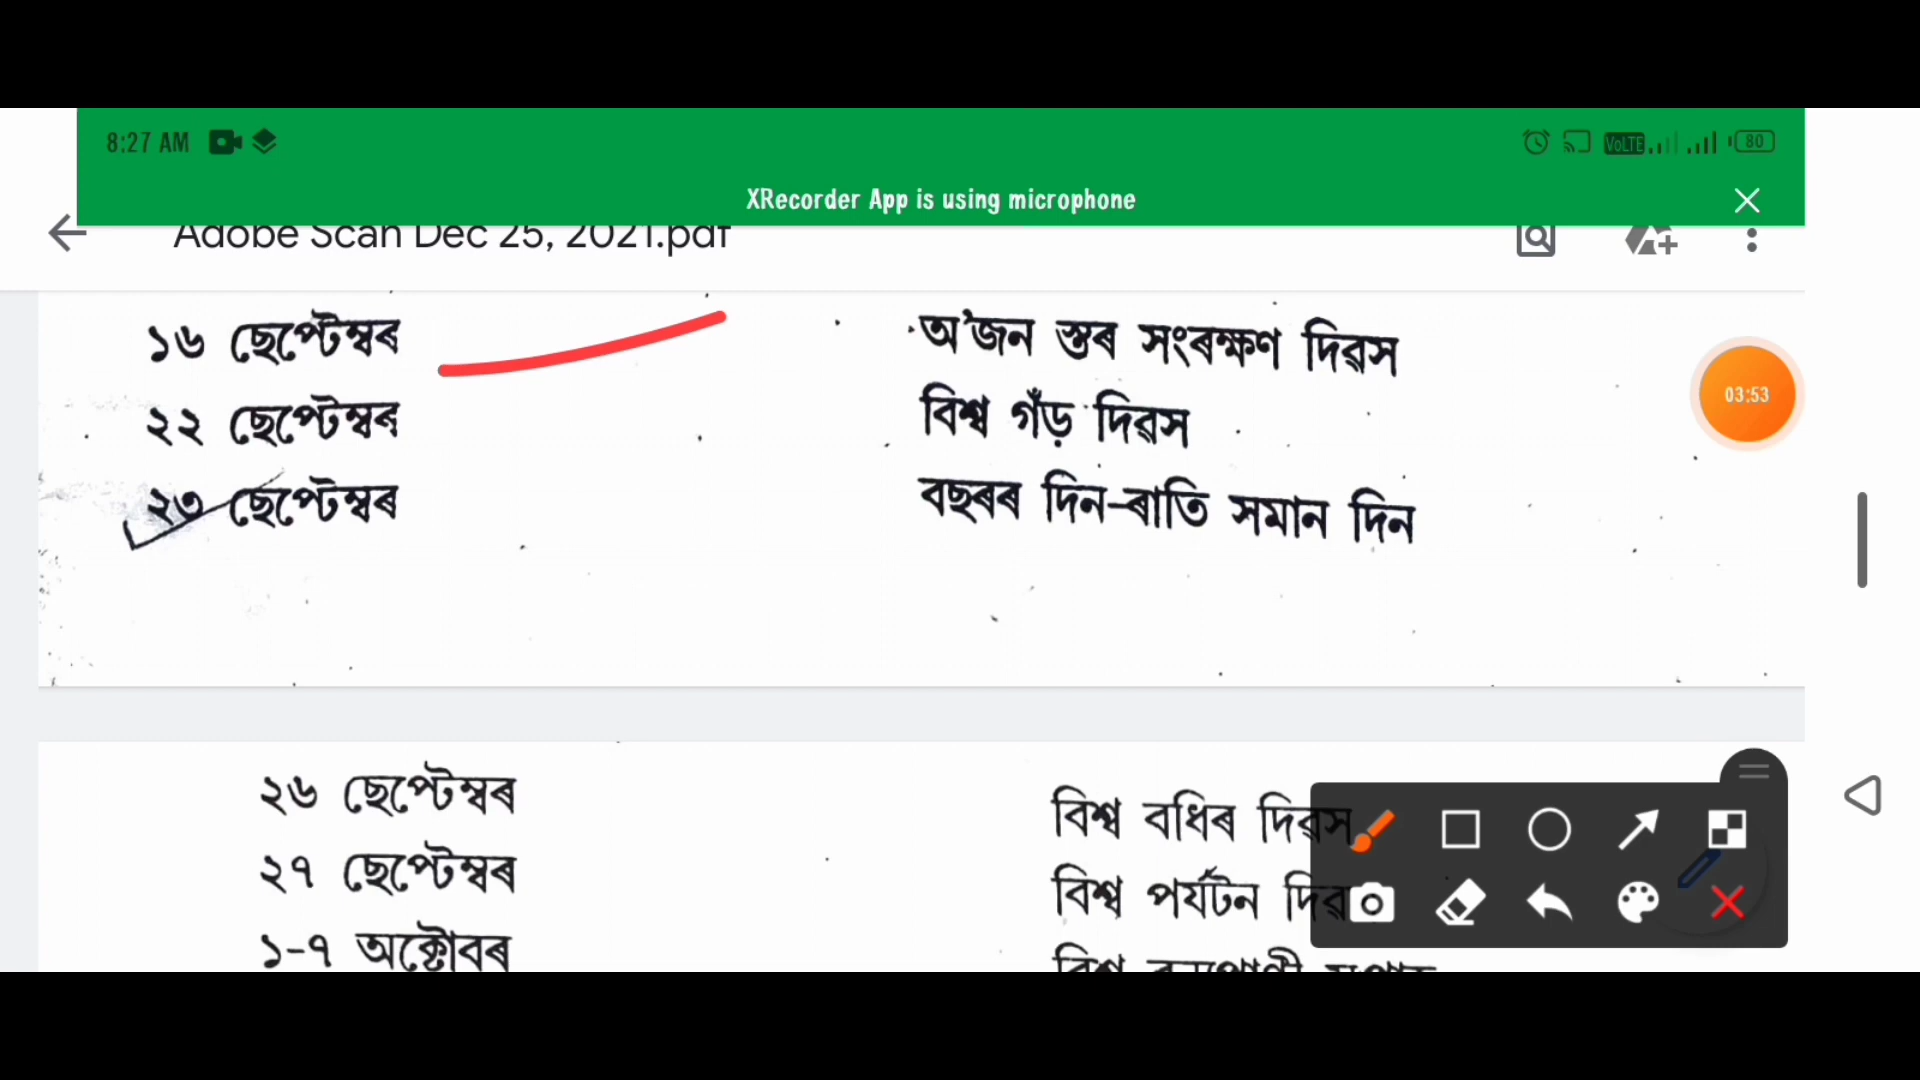 8:27 AM VoLTE 80
XRecorder App is using microphone
Adobe Scan Dec 25, 2021.pdf
১৬ ছেপ্টেম্বৰ অ'জন স্তৰ সংৰক্ষণ দিৱস
03:53
২২ ছেপ্টেম্বৰ বিশ্ব গঁড় দিৱস
২৩ ছেপ্টেম্বৰ বছৰৰ দিন-ৰাতি সমান দিন
২৬ ছেপ্টেম্বৰ বিশ্ব বধিৰ দিৱস
২৭ ছেপ্টেম্বৰ বিশ্ব পৰ্যটন দিৱ
১-৭ অক্টোবৰ বিশ্ব